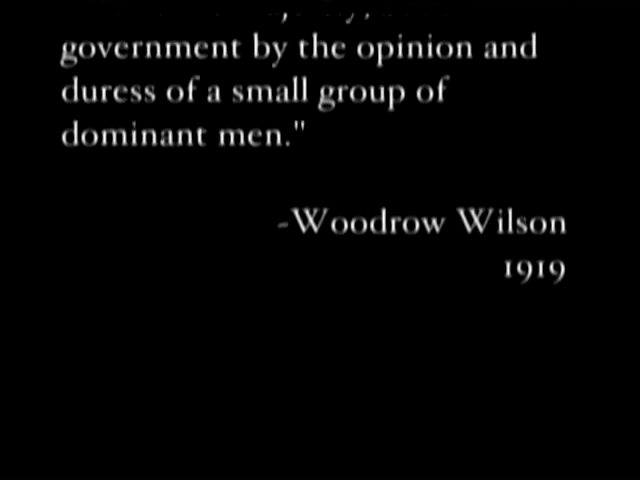 government by the opinion and
duress of a small group of
dominant men."
-Woodrow Wilson
1919